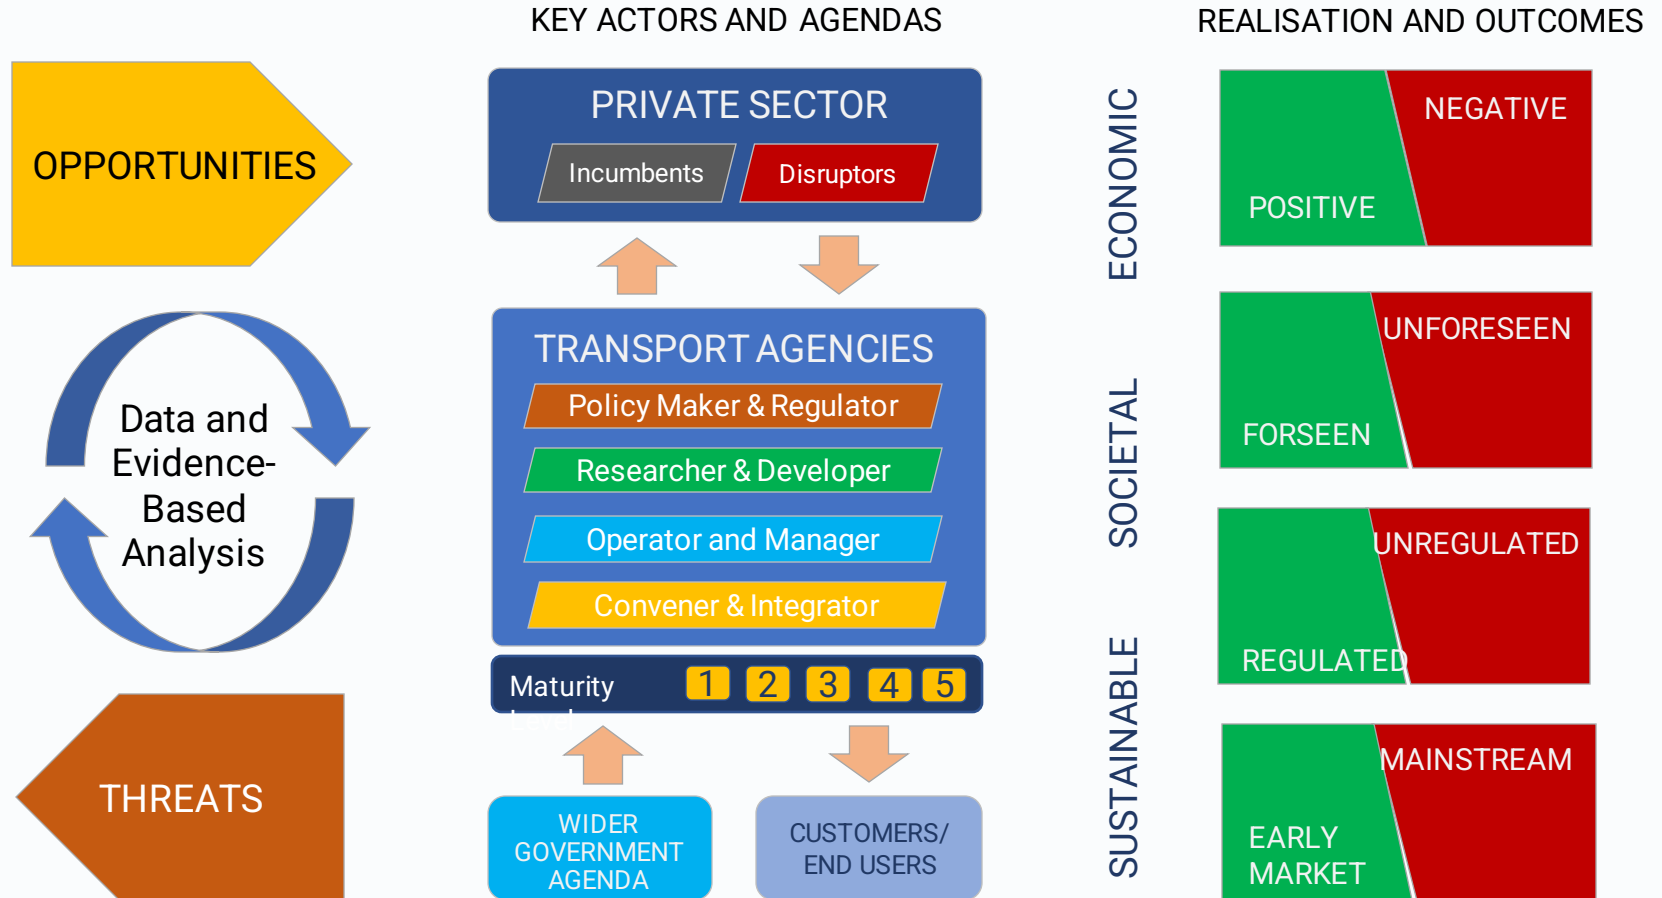 KEY ACTORS AND AGENDAS
REALISATION AND OUTCOMES
OPPORTUNITIES
Data and
Evidence-
Based
Analysis
THREATS
PRIVATE SECTOR
Incumbents
Disruptors
TRANSPORT AGENCIES
Policy Maker & Regulator
Researcher & Developer
Operator and Manager
Convener & Integrator
Maturity
1 2 3 4 5
WIDER
GOVERNMENT
AGENDA
CUSTOMERS/
END USERS
ECONOMIC
SOCIETAL
SUSTAINABLE
NEGATIVE
POSITIVE
UNFORESEEN
FORSEEN
UNREGULATED
REGULATED
MAINSTREAM
EARLY
MARKET